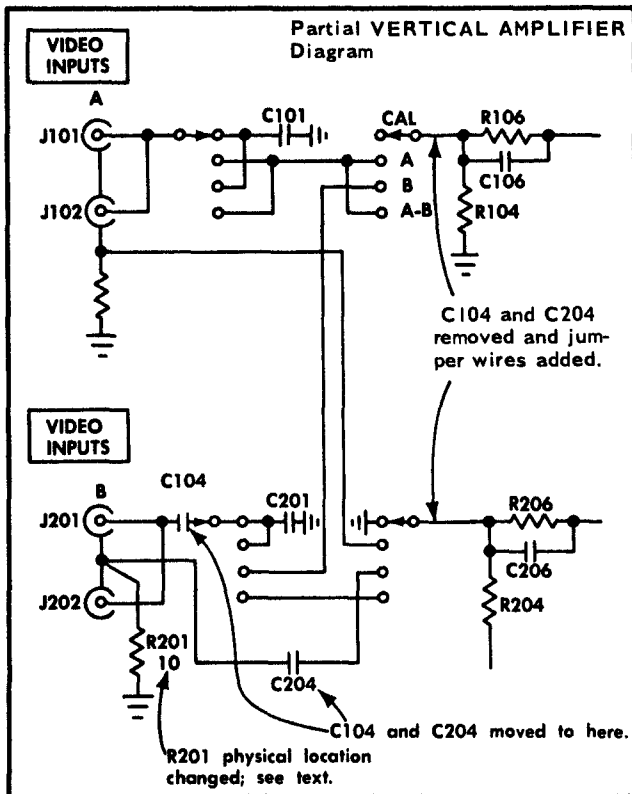 Partial VERTICAL AMPLIFIER
Diagram
VIDEO
INPUTS
A
C101
CAL
R106
J101
A
C106
B
J102
A-B
R104
C104 and C204
removed and jum-
per wires added.
VIDEO
INPUTS
C104
B
C201
R206
J201
C206
J202
R204
R201
10
C204
C104 and C204 moved to here.
R201 physical location
changed; see text.